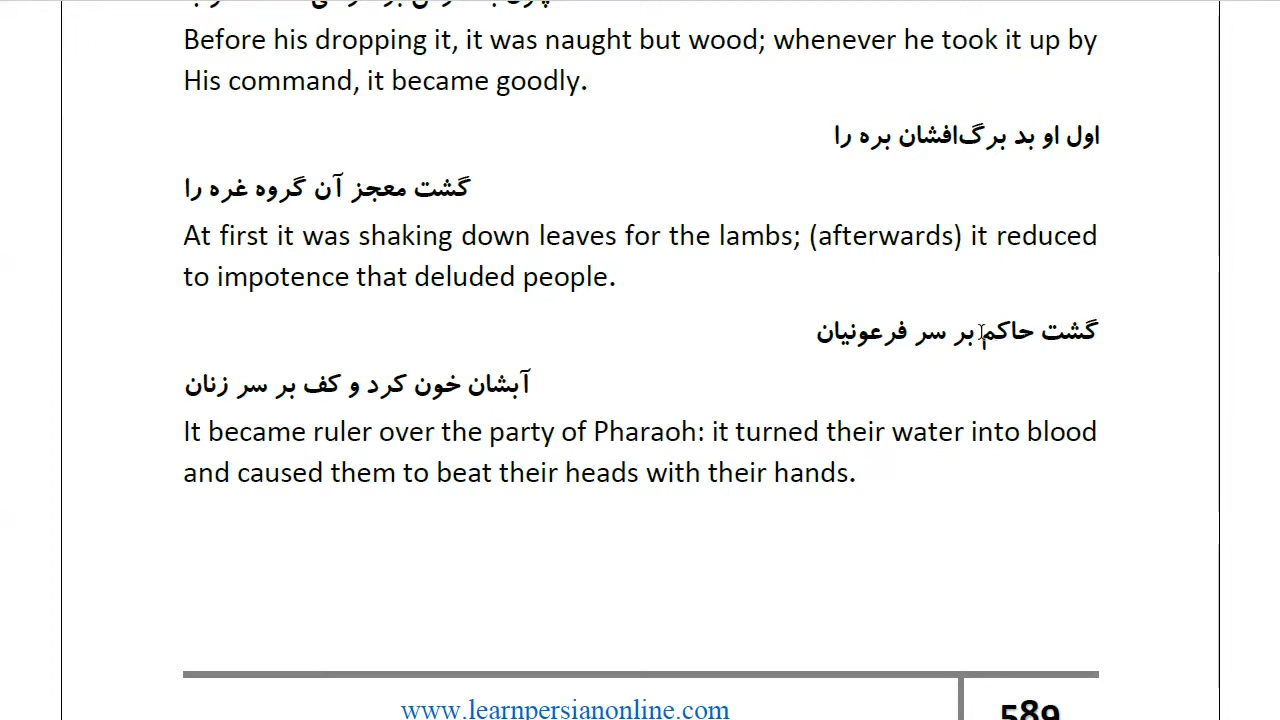 Before his dropping it, it was naught but wood; whenever he took it up by
His command, it became goodly.
اول او بد برگ‌افشان بره را
گشت معجز آن گروه غره را
At first it was shaking down leaves for the lambs; (afterwards) it reduced
to impotence that deluded people.
گشت حاکم بر سر فرعونیان
آبشان خون کرد و کف بر سر زنان
It became ruler over the party of Pharaoh: it turned their water into blood
and caused them to beat their heads with their hands.
www.learnpersianonline.com
589